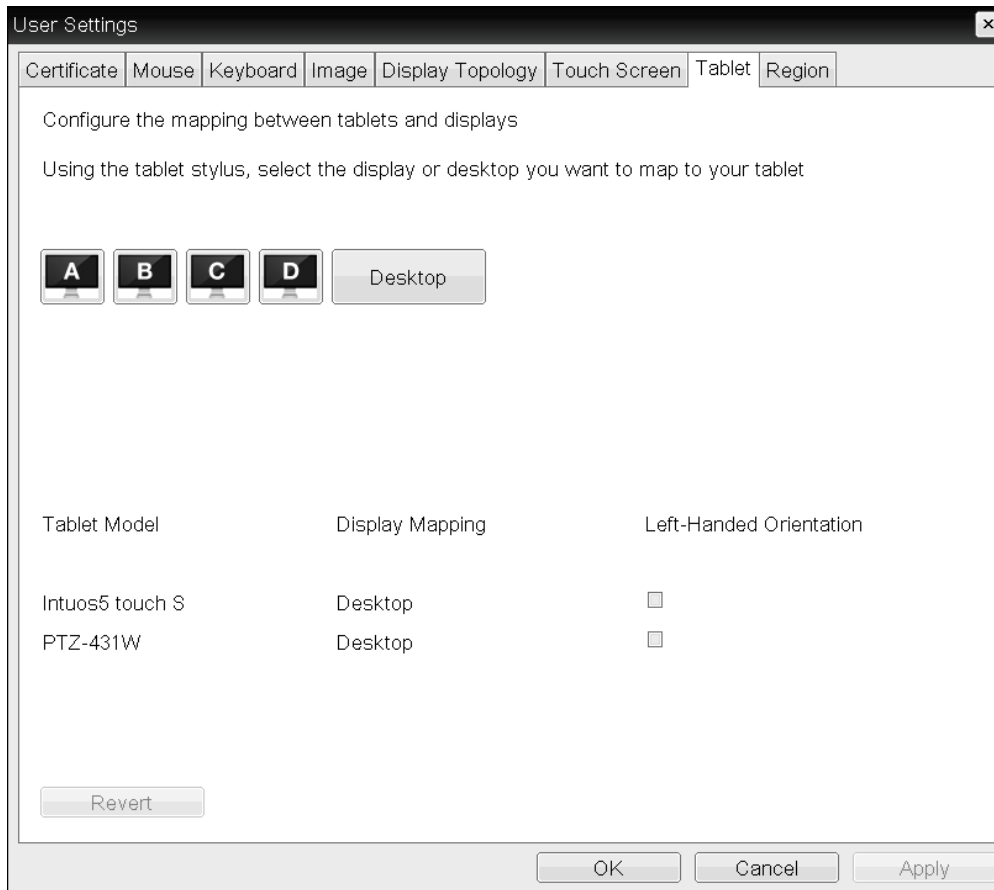 User Settings
Certificate Mouse Keyboard Image Display Topology Touch Screen Tablet Region
Configure the mapping between tablets and displays
Using the tablet stylus, select the display or desktop you want to map to your tablet
A B C D Desktop
Tablet Model Display Mapping Left-Handed Orientation
Intuos5 touch S Desktop
PTZ-431W Desktop
Revert
OK Cancel Apply